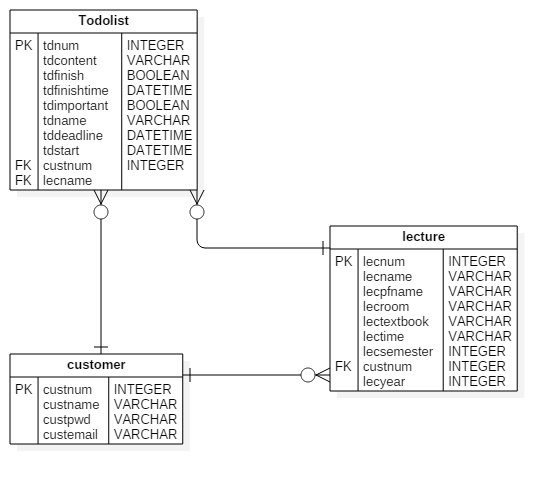 Todolist
PK tdnum INTEGER
tdcontent VARCHAR
tdfinish BOOLEAN
tdfinishtime DATETIME
tdimportant BOOLEAN
tdname VARCHAR
tddeadline DATETIME
tdstart DATETIME
FK custnum INTEGER
FK lecname
lecture
PK lecnum INTEGER
lecname VARCHAR
lecpfname VARCHAR
lecroom VARCHAR
lectextbook VARCHAR
lectime VARCHAR
lecsemester INTEGER
FK custnum INTEGER
lecyear INTEGER
customer
PK custnum INTEGER
custname VARCHAR
custpwd VARCHAR
custemail VARCHAR